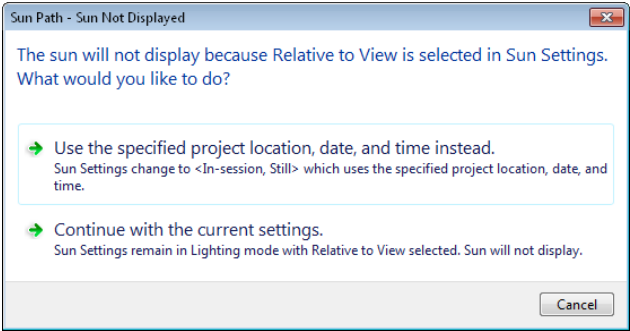 Sun Path - Sun Not Displayed
The sun will not display because Relative to View is selected in Sun Settings.
What would you like to do?
Use the specified project location, date, and time instead.
Sun Settings change to <In-session, Still> which uses the specified project location, date, and
time.
Continue with the current settings.
Sun Settings remain in Lighting mode with Relative to View selected. Sun will not display.
Cancel